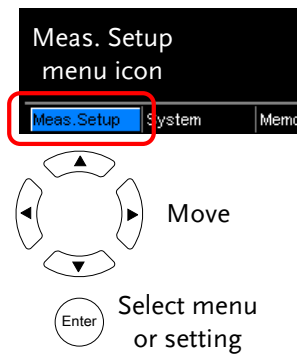 Meas. Setup
menu icon
Meas.Setup System
Move
Enter
Select menu
or setting